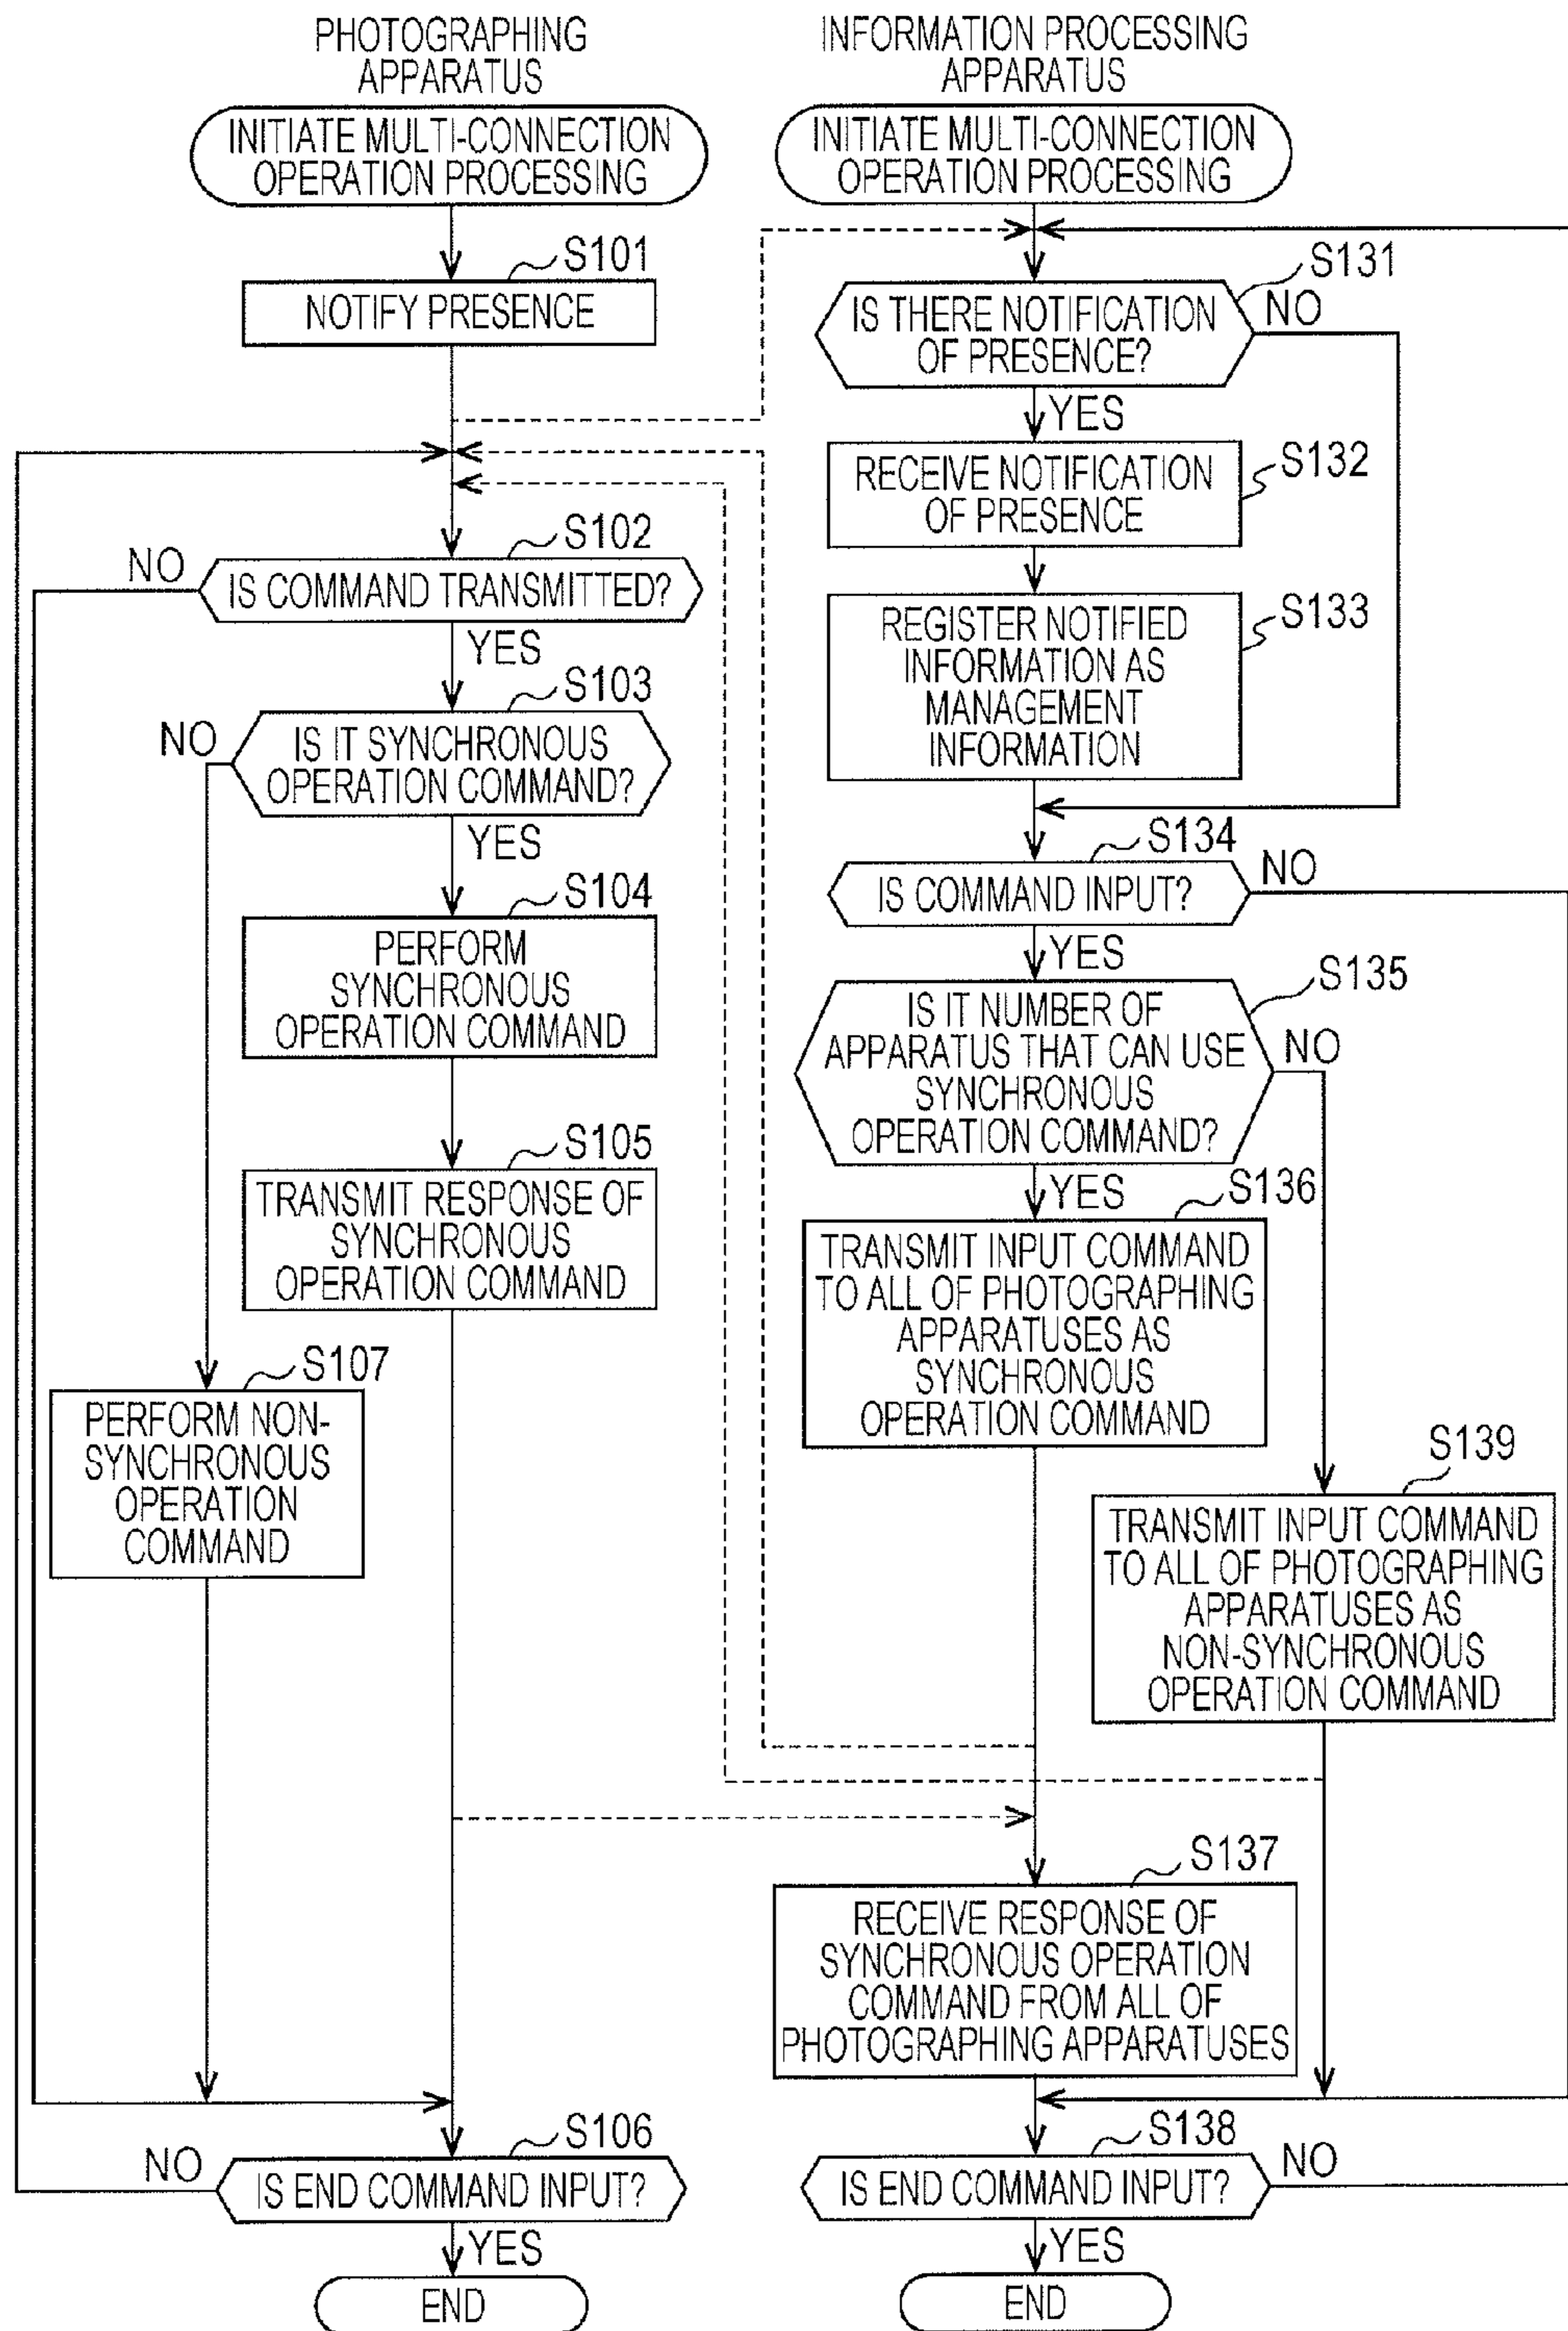 PHOTOGRAPHING
APPARATUS
INITIATE MULTI-CONNECTION
OPERATION PROCESSING
S101
NOTIFY PRESENCE
S102
NO
IS COMMAND TRANSMITTED?
YES
S103
NO
IS IT SYNCHRONOUS
OPERATION COMMAND?
YES
S104
PERFORM
SYNCHRONOUS
OPERATION COMMAND
S105
TRANSMIT RESPONSE OF
SYNCHRONOUS
OPERATION COMMAND
S107
PERFORM NON-
SYNCHRONOUS
OPERATION
COMMAND
S106
NO
IS END COMMAND INPUT?
YES
END
INFORMATION PROCESSING
APPARATUS
INITIATE MULTI-CONNECTION
OPERATION PROCESSING
S131
IS THERE NOTIFICATION
OF PRESENCE?
NO
YES
S132
RECEIVE NOTIFICATION
OF PRESENCE
S133
REGISTER NOTIFIED
INFORMATION AS
MANAGEMENT
INFORMATION
S134
NO
IS COMMAND INPUT?
YES
S135
IS IT NUMBER OF
APPARATUS THAT CAN USE
SYNCHRONOUS
OPERATION COMMAND?
NO
YES
S136
TRANSMIT INPUT COMMAND
TO ALL OF PHOTOGRAPHING
APPARATUSES AS
SYNCHRONOUS
OPERATION COMMAND
S139
TRANSMIT INPUT COMMAND
TO ALL OF PHOTOGRAPHING
APPARATUSES AS
NON-SYNCHRONOUS
OPERATION COMMAND
S137
RECEIVE RESPONSE OF
SYNCHRONOUS OPERATION
COMMAND FROM ALL OF
PHOTOGRAPHING APPARATUSES
S138
NO
IS END COMMAND INPUT?
YES
END